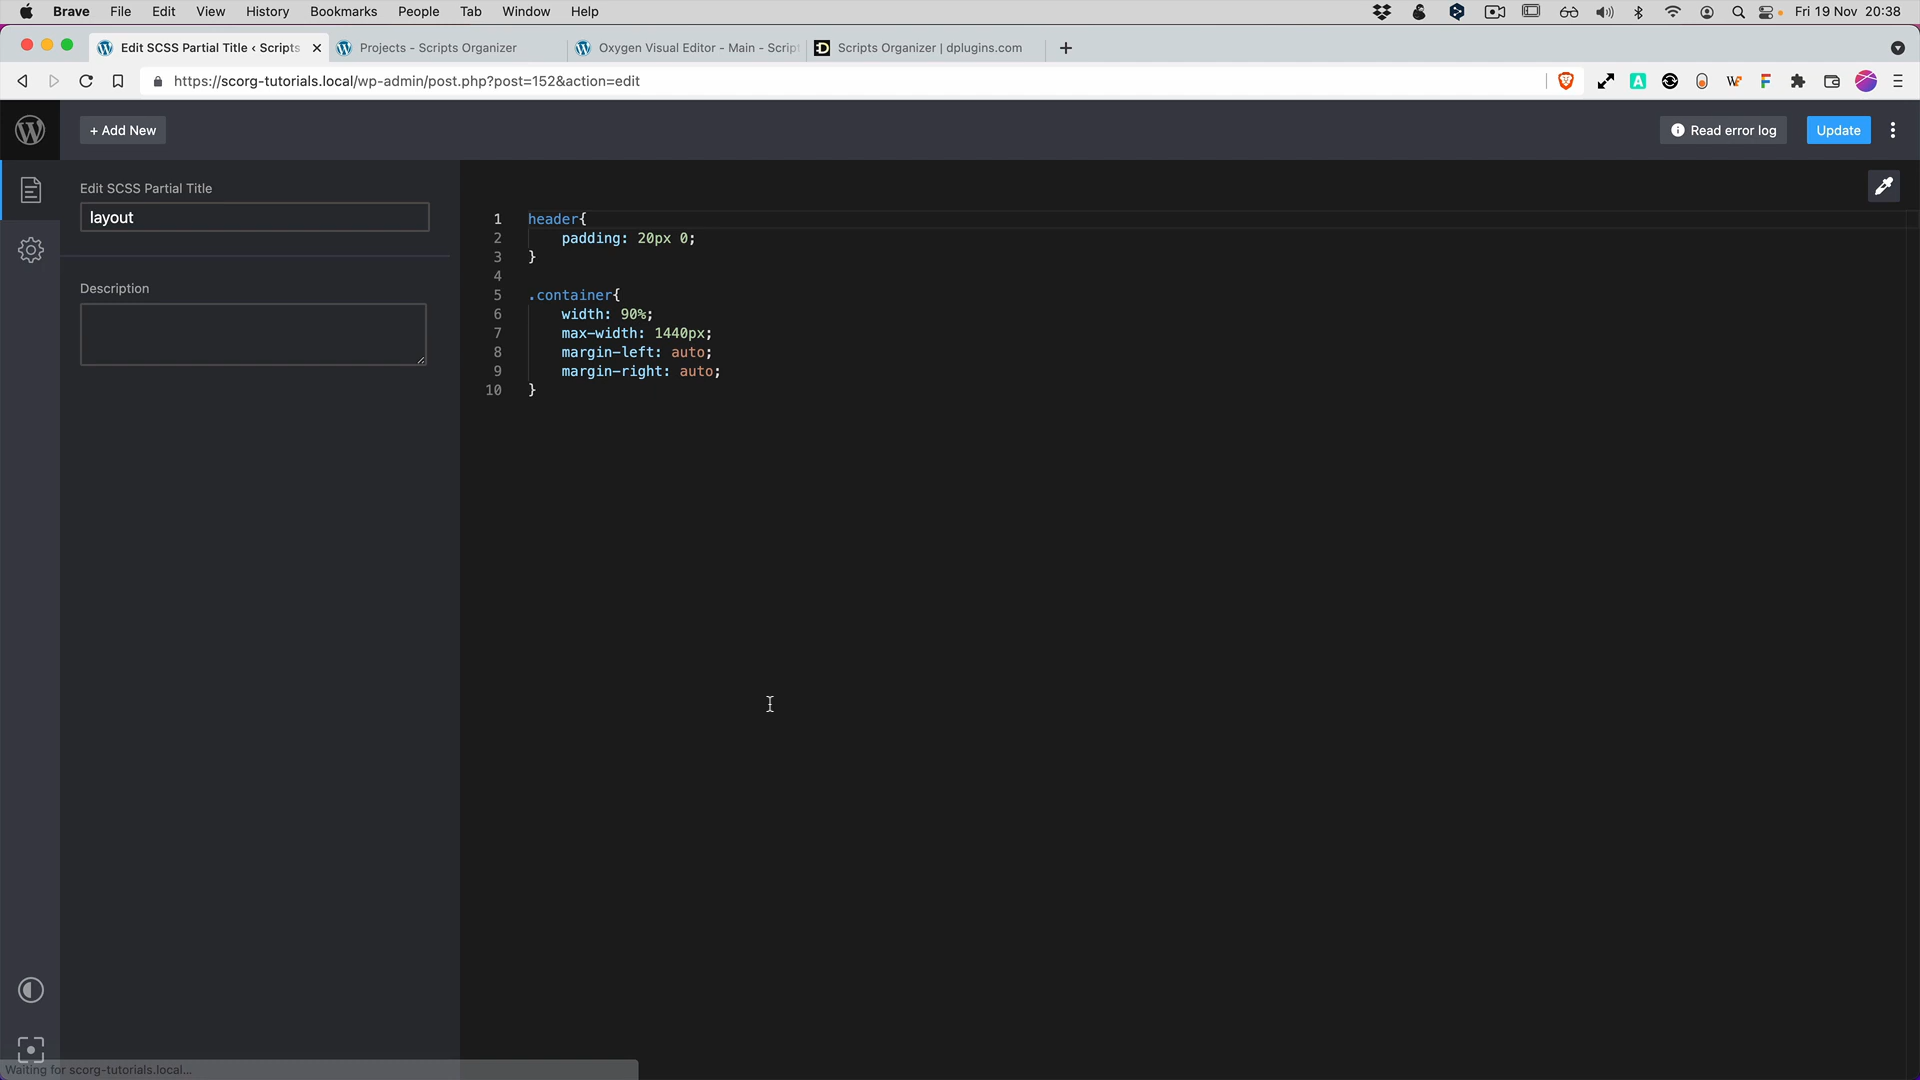 Brave File Edit View History Bookmarks People Tab Window Help Fri 19 Nov 20:38
Edit SCSS Partial Title ‹ Scripts Projects - Scripts Organizer Oxygen Visual Editor - Main - Script Scripts Organizer | dplugins.com
https://scorg-tutorials.local/wp-admin/post.php?post=152&action=edit
+ Add New Read error log Update
Edit SCSS Partial Title
layout
Description
1 header{
2 padding: 20px 0;
3 }
4
5 .container{
6 width: 90%;
7 max-width: 1440px;
8 margin-left: auto;
9 margin-right: auto;
10 }
Waiting for scorg-tutorials.local...